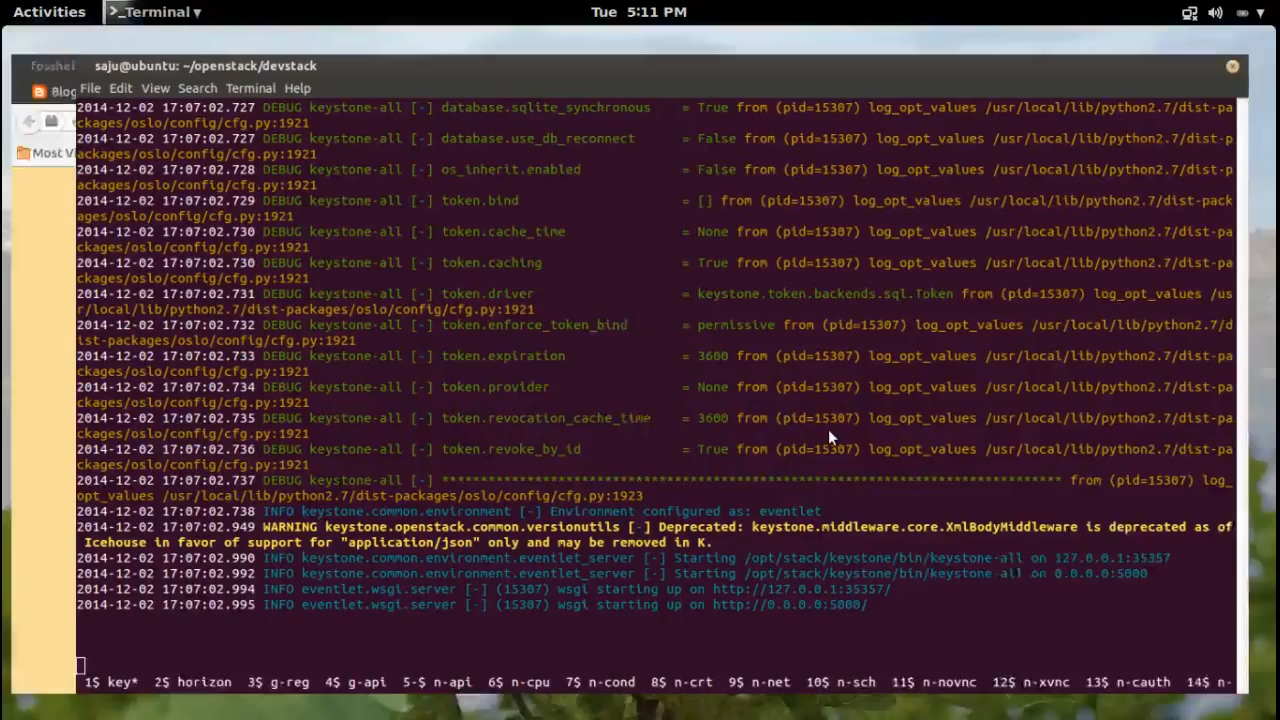 Activities >_Terminal ▾ Tue 5:11 PM
saju@ubuntu: ~/openstack/devstack
Blog File Edit View Search Terminal Help
Most Vi
2014-12-02 17:07:02.727 DEBUG keystone-all [-] database.sqlite_synchronous = True from (pid=15307) log_opt_values /usr/local/lib/python2.7/dist-pa
ckages/oslo/config/cfg.py:1921
2014-12-02 17:07:02.727 DEBUG keystone-all [-] database.use_db_reconnect = False from (pid=15307) log_opt_values /usr/local/lib/python2.7/dist-p
ackages/oslo/config/cfg.py:1921
2014-12-02 17:07:02.728 DEBUG keystone-all [-] os_inherit.enabled = False from (pid=15307) log_opt_values /usr/local/lib/python2.7/dist-p
ackages/oslo/config/cfg.py:1921
2014-12-02 17:07:02.729 DEBUG keystone-all [-] token.bind = [] from (pid=15307) log_opt_values /usr/local/lib/python2.7/dist-pack
ages/oslo/config/cfg.py:1921
2014-12-02 17:07:02.730 DEBUG keystone-all [-] token.cache_time = None from (pid=15307) log_opt_values /usr/local/lib/python2.7/dist-pa
ckages/oslo/config/cfg.py:1921
2014-12-02 17:07:02.730 DEBUG keystone-all [-] token.caching = True from (pid=15307) log_opt_values /usr/local/lib/python2.7/dist-pa
ckages/oslo/config/cfg.py:1921
2014-12-02 17:07:02.731 DEBUG keystone-all [-] token.driver = keystone.token.backends.sql.Token from (pid=15307) log_opt_values /us
r/local/lib/python2.7/dist-packages/oslo/config/cfg.py:1921
2014-12-02 17:07:02.732 DEBUG keystone-all [-] token.enforce_token_bind = permissive from (pid=15307) log_opt_values /usr/local/lib/python2.7/d
ist-packages/oslo/config/cfg.py:1921
2014-12-02 17:07:02.733 DEBUG keystone-all [-] token.expiration = 3600 from (pid=15307) log_opt_values /usr/local/lib/python2.7/dist-pa
ckages/oslo/config/cfg.py:1921
2014-12-02 17:07:02.734 DEBUG keystone-all [-] token.provider = None from (pid=15307) log_opt_values /usr/local/lib/python2.7/dist-pa
ckages/oslo/config/cfg.py:1921
2014-12-02 17:07:02.735 DEBUG keystone-all [-] token.revocation_cache_time = 3600 from (pid=15307) log_opt_values /usr/local/lib/python2.7/dist-pa
ckages/oslo/config/cfg.py:1921
2014-12-02 17:07:02.736 DEBUG keystone-all [-] token.revoke_by_id = True from (pid=15307) log_opt_values /usr/local/lib/python2.7/dist-pa
ckages/oslo/config/cfg.py:1921
2014-12-02 17:07:02.737 DEBUG keystone-all [-] ******************************************************************************** from (pid=15307) log_
opt_values /usr/local/lib/python2.7/dist-packages/oslo/config/cfg.py:1923
2014-12-02 17:07:02.738 INFO keystone.common.environment [-] Environment configured as: eventlet
2014-12-02 17:07:02.949 WARNING keystone.openstack.common.versionutils [-] Deprecated: keystone.middleware.core.XmlBodyMiddleware is deprecated as of
Icehouse in favor of support for "application/json" only and may be removed in K.
2014-12-02 17:07:02.990 INFO keystone.common.environment.eventlet_server [-] Starting /opt/stack/keystone/bin/keystone-all on 127.0.0.1:35357
2014-12-02 17:07:02.992 INFO keystone.common.environment.eventlet_server [-] Starting /opt/stack/keystone/bin/keystone-all on 0.0.0.0:5000
2014-12-02 17:07:02.994 INFO eventlet.wsgi.server [-] (15307) wsgi starting up on http://127.0.0.1:35357/
2014-12-02 17:07:02.995 INFO eventlet.wsgi.server [-] (15307) wsgi starting up on http://0.0.0.0:5000/
1$ key* 2$ horizon 3$ g-reg 4$ g-api 5-$ n-api 6$ n-cpu 7$ n-cond 8$ n-crt 9$ n-net 10$ n-sch 11$ n-novnc 12$ n-xvnc 13$ n-cauth 14$ n-